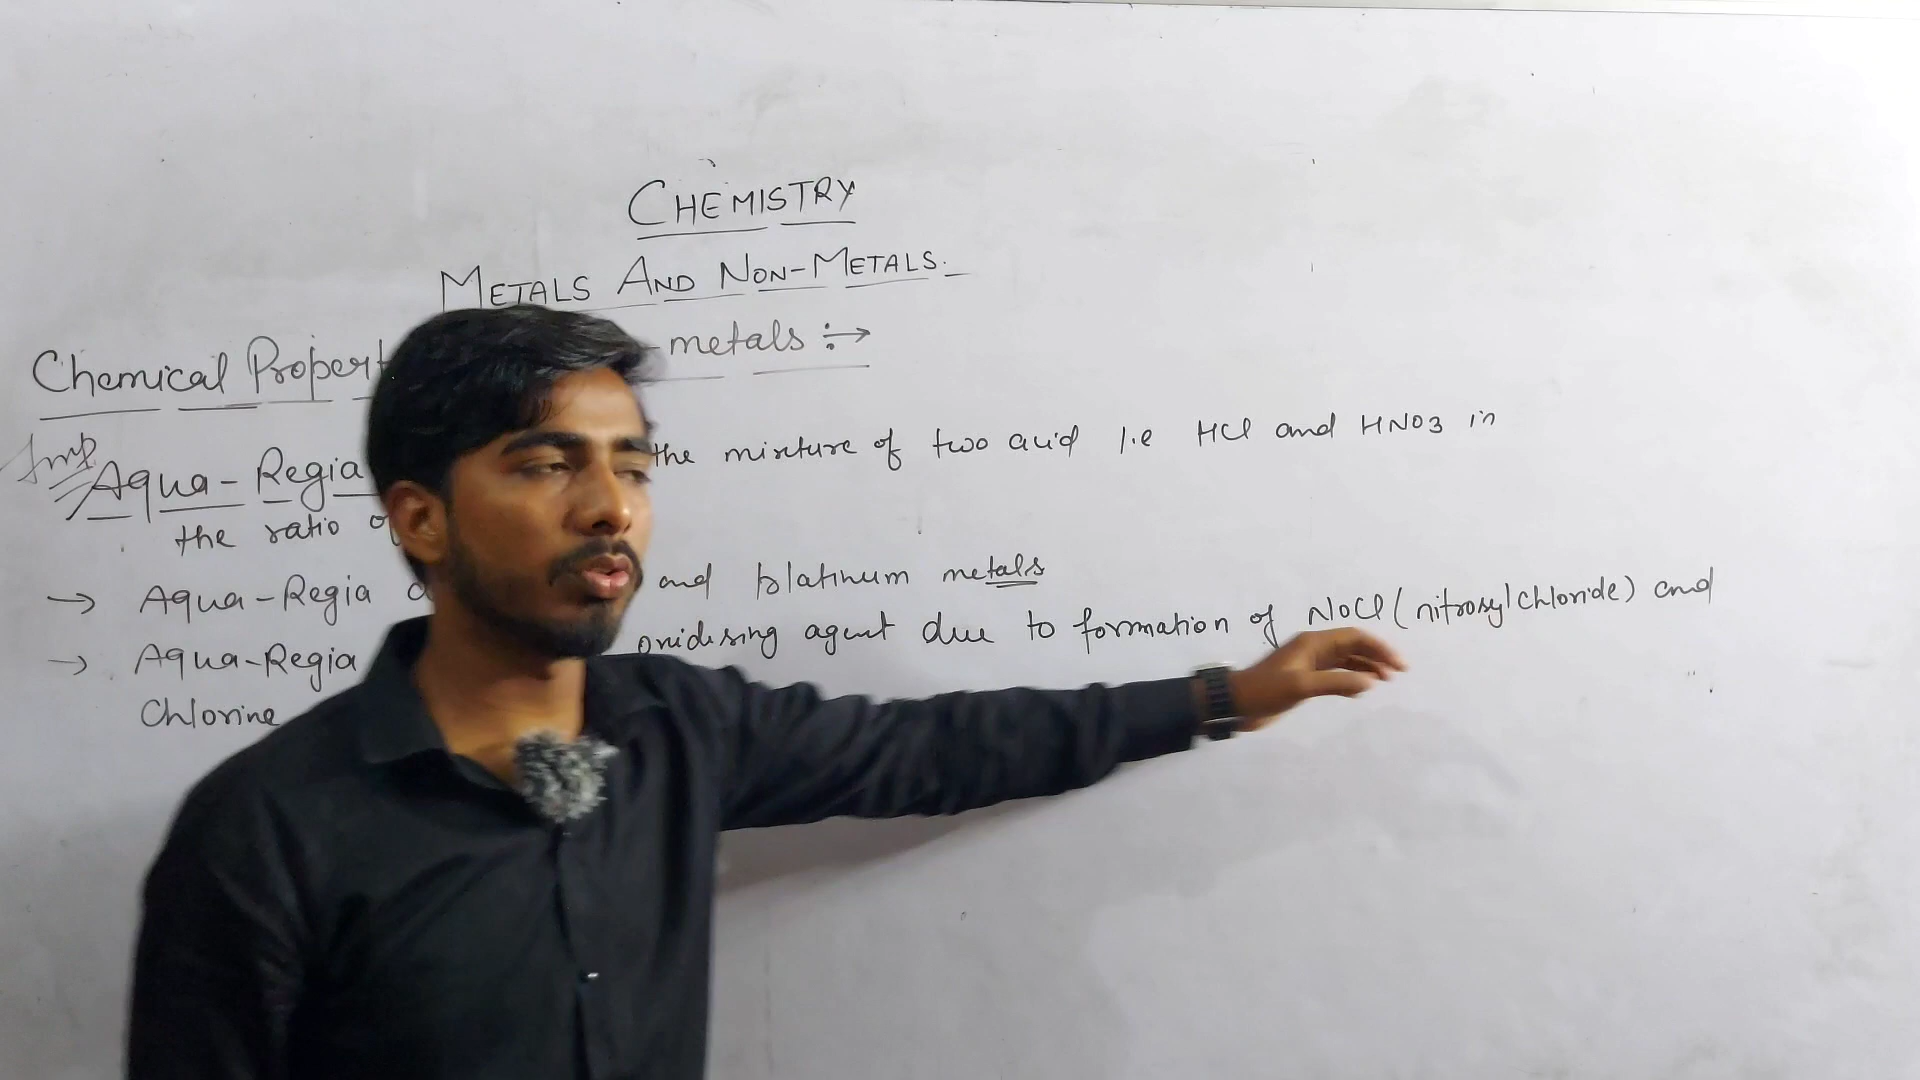 CHEMISTRY
METALS AND NON-METALS.
Chemical Propert - metals :→
Imp Aqua-Regia the mixture of two acid i.e HCl and HNO3 in
the ratio of
→ Aqua-Regia and platinum metals
→ Aqua-Regia oxidising agent due to formation of NOCl (nitrosylchloride) and
Chlorine